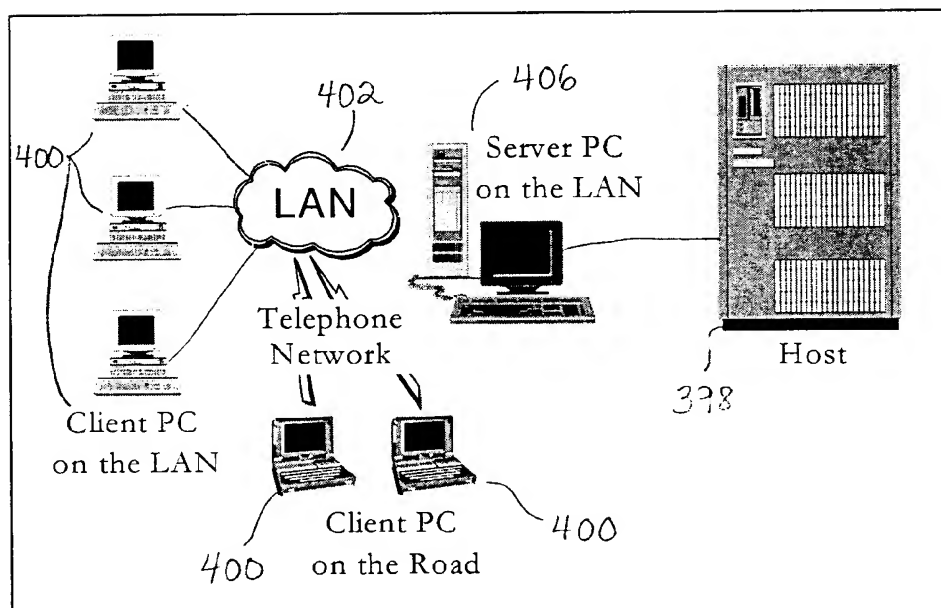 402
406
400
LAN
Server PC
on the LAN
Telephone
Network
Host
398
Client PC
on the LAN
400
400
Client PC
on the Road